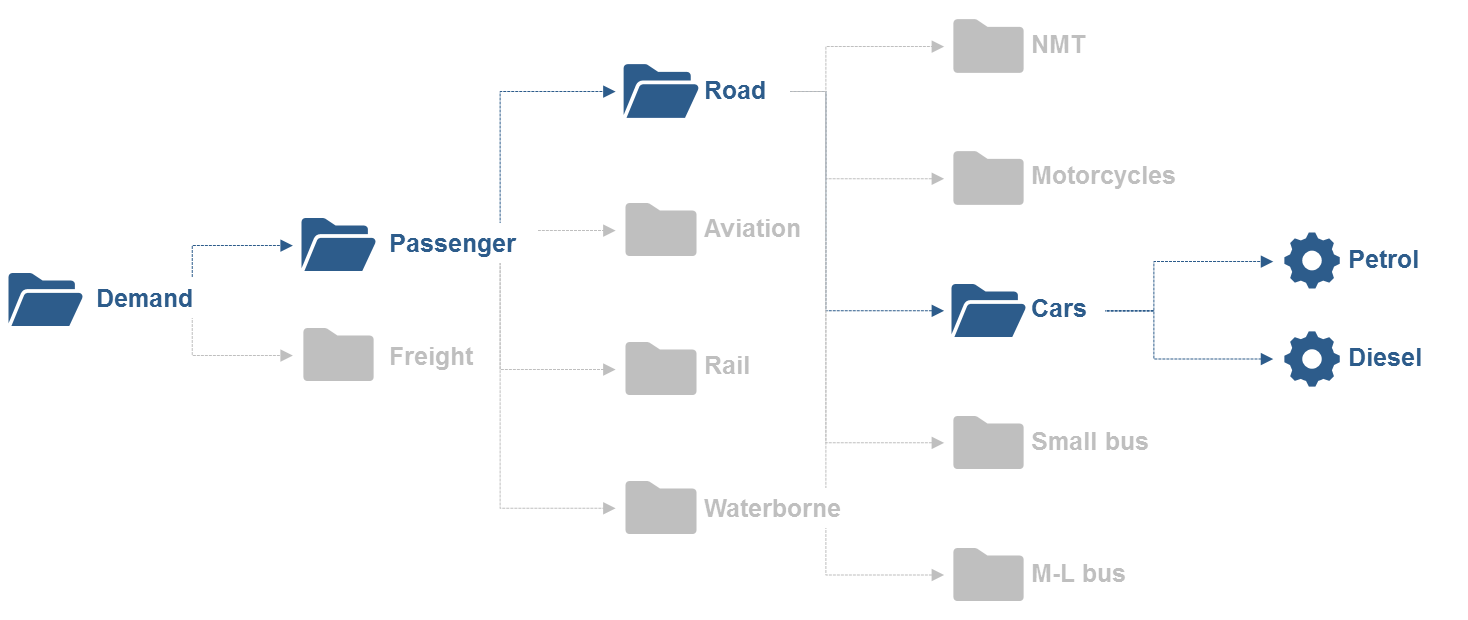 Demand
Passenger
Freight
Road
Aviation
Rail
Waterborne
NMT
Motorcycles
Cars
Small bus
M-L bus
Petrol
Diesel